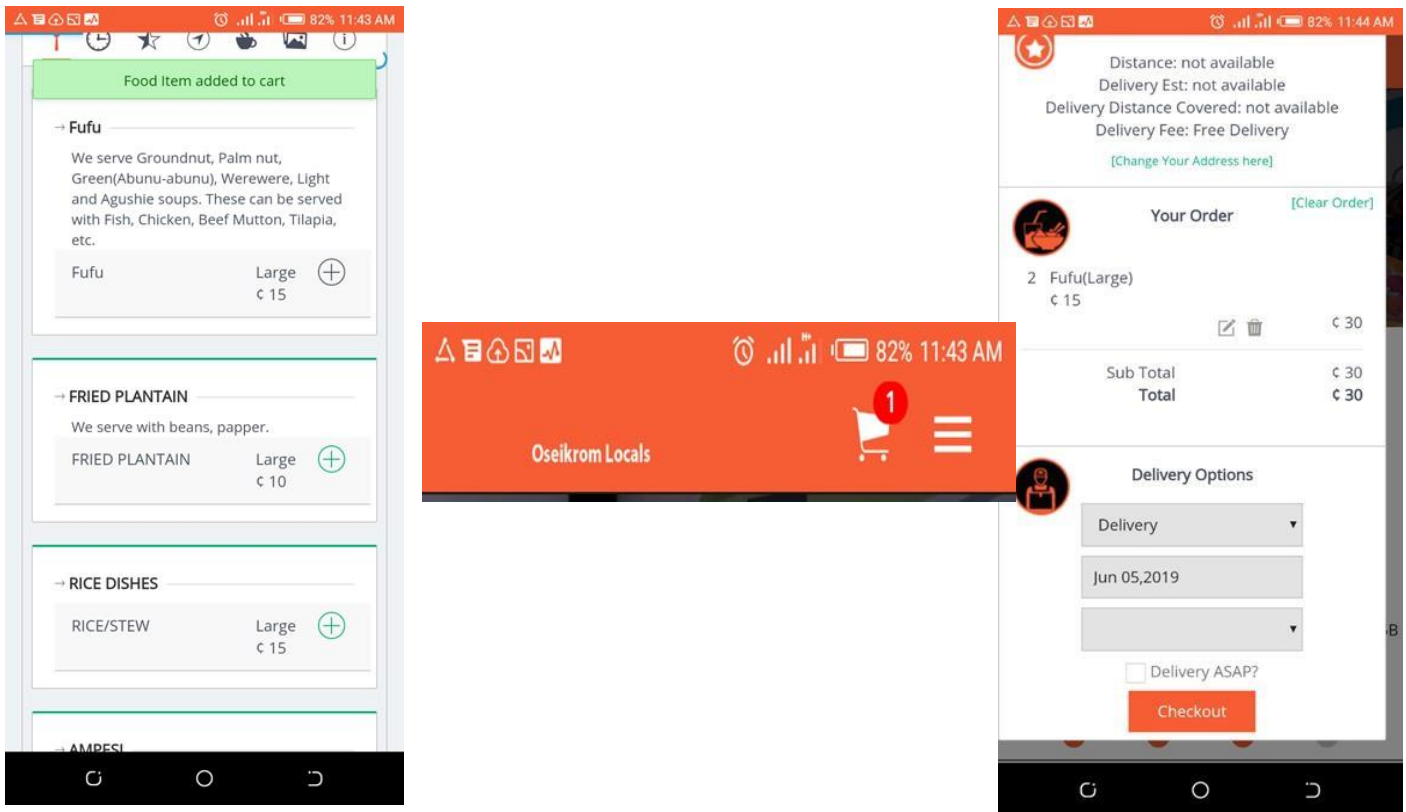 82% 11:43 AM
Food Item added to cart
→ Fufu
We serve Groundnut, Palm nut,
Green(Abunu-abunu), Werewere, Light
and Agushie soups. These can be served
with Fish, Chicken, Beef Mutton, Tilapia,
etc.
Fufu Large
¢ 15
→ FRIED PLANTAIN
We serve with beans, papper.
FRIED PLANTAIN Large
¢ 10
→ RICE DISHES
RICE/STEW Large
¢ 15
→ AMPESI
H+
82% 11:43 AM
1
Oseikrom Locals
82% 11:44 AM
Distance: not available
Delivery Est: not available
Delivery Distance Covered: not available
Delivery Fee: Free Delivery
[Change Your Address here]
[Clear Order]
Your Order
2 Fufu(Large)
¢ 15
¢ 30
Sub Total ¢ 30
Total ¢ 30
Delivery Options
Delivery
Jun 05,2019
Delivery ASAP?
Checkout